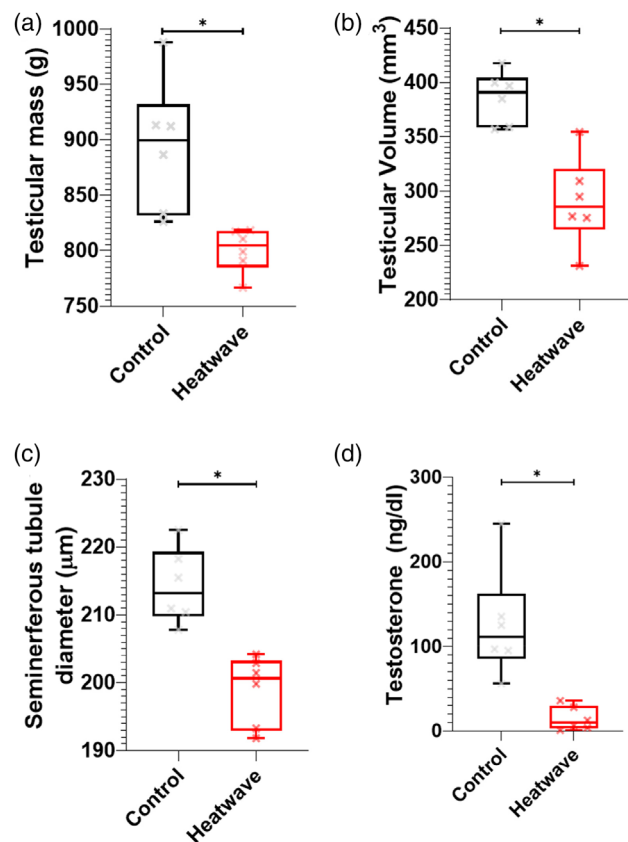 (a)
Testicular mass (g)
1000
950
900
850
800
750
*
Control
Heatwave
(b)
Testicular Volume (mm³)
450
400
350
300
250
200
*
Control
Heatwave
(c)
Seminerferous tubule
diameter (μm)
230
220
210
200
190
*
Control
Heatwave
(d)
Testosterone (ng/dl)
300
200
100
0
*
Control
Heatwave